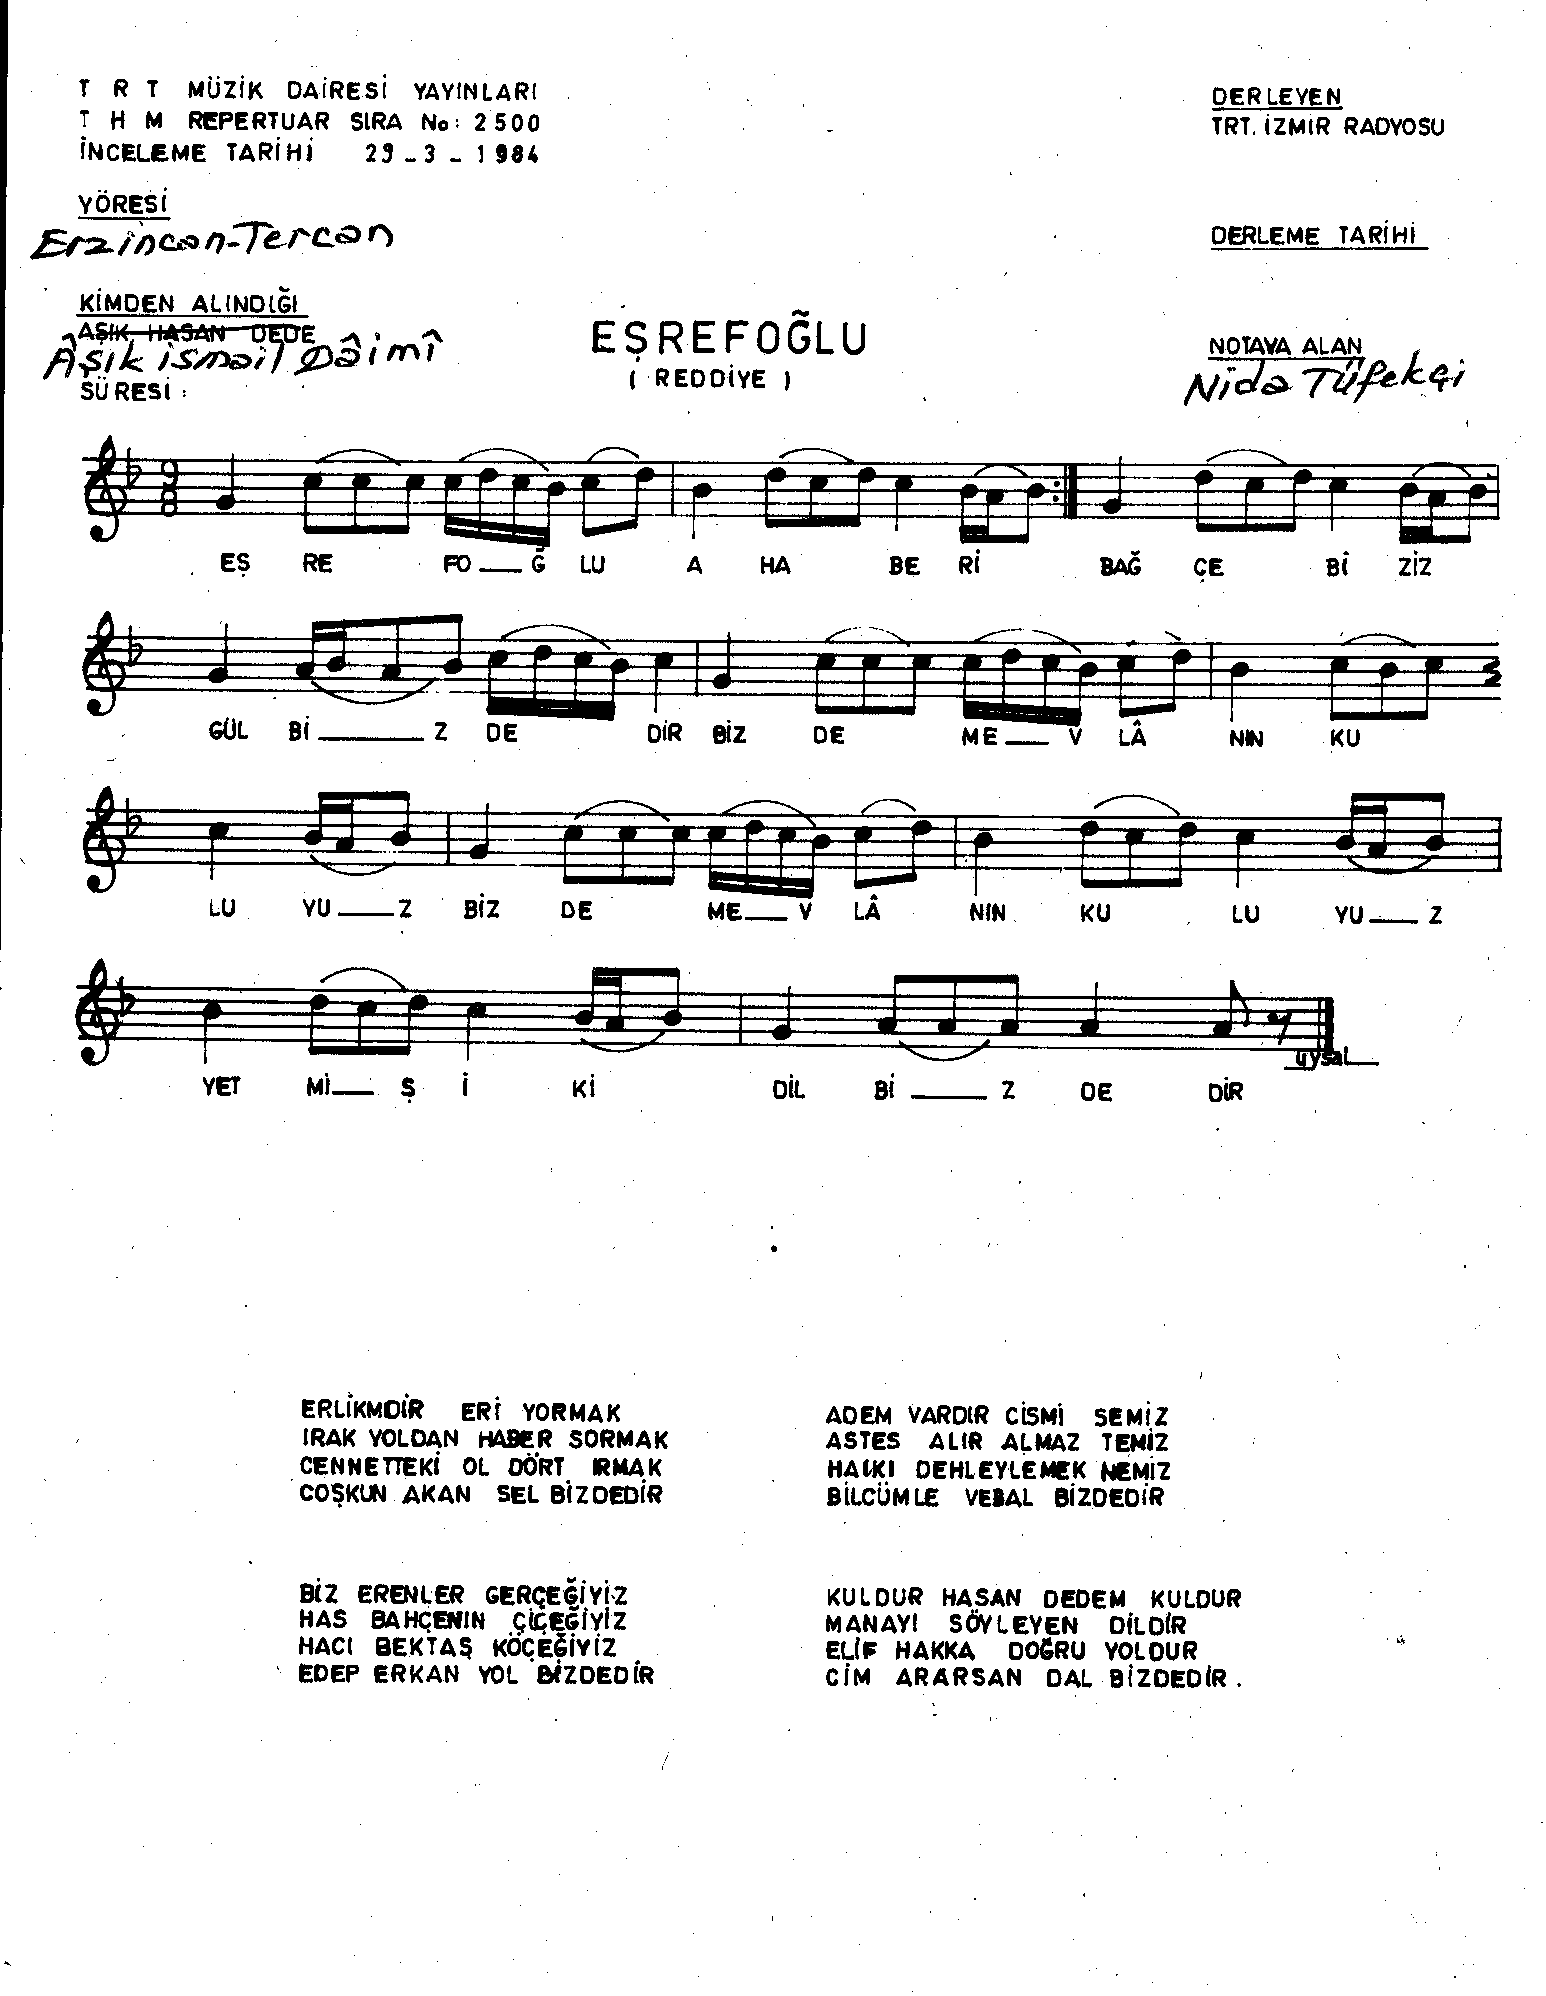 T R T MÜZİK DAİRESİ YAYINLARI
T H M REPERTUAR SIRA No: 2500
İNCELEME TARİHİ 29-3-1984
DERLEYEN
TRT. İZMİR RADYOSU
YÖRESİ
Erzincan-Tercan
DERLEME TARİHİ
KİMDEN ALINDIĞI
AŞIK HASAN DEDE
Âşık İsmail Dâimî
SÜRESİ:
EŞREFOĞLU
( REDDİYE )
NOTAYA ALAN
Nida Tüfekçi
9
8
EŞ RE FO — Ğ LU A HA BE Rİ BAĞ ÇE Bİ ZİZ
GÜL Bİ — Z DE DİR BİZ DE ME — V LÂ NIN KU
LU YU — Z BİZ DE ME — V LÂ NIN KU LU YU — Z
YET Mİ — Ş İ Kİ DİL Bİ — Z DE DİR
uysal
ERLİKMDİR ERİ YORMAK
IRAK YOLDAN HABER SORMAK
CENNETTEKİ OL DÖRT IRMAK
COŞKUN AKAN SEL BİZDEDİR
BİZ ERENLER GERÇEĞİYİZ
HAS BAHÇENIN ÇİÇEĞİYİZ
HACI BEKTAŞ KÖÇEĞİYİZ
EDEP ERKAN YOL BİZDEDİR
ADEM VARDIR CİSMİ SEMİZ
ASTES ALIR ALMAZ TEMİZ
HALKI DEHLEYLEMEK NEMİZ
BİLCÜMLE VEBAL BİZDEDİR
KULDUR HASAN DEDEM KULDUR
MANAYI SÖYLEYEN DİLDİR
ELİF HAKKA DOĞRU YOLDUR
CİM ARARSAN DAL BİZDEDİR.